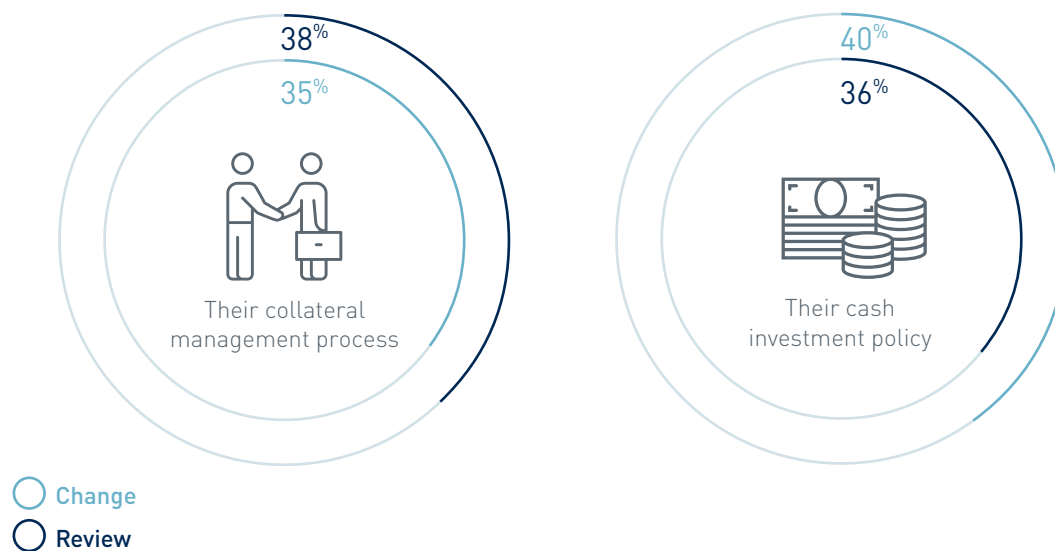 38%
35%
Their collateral
management process
40%
36%
Their cash
investment policy
Change
Review